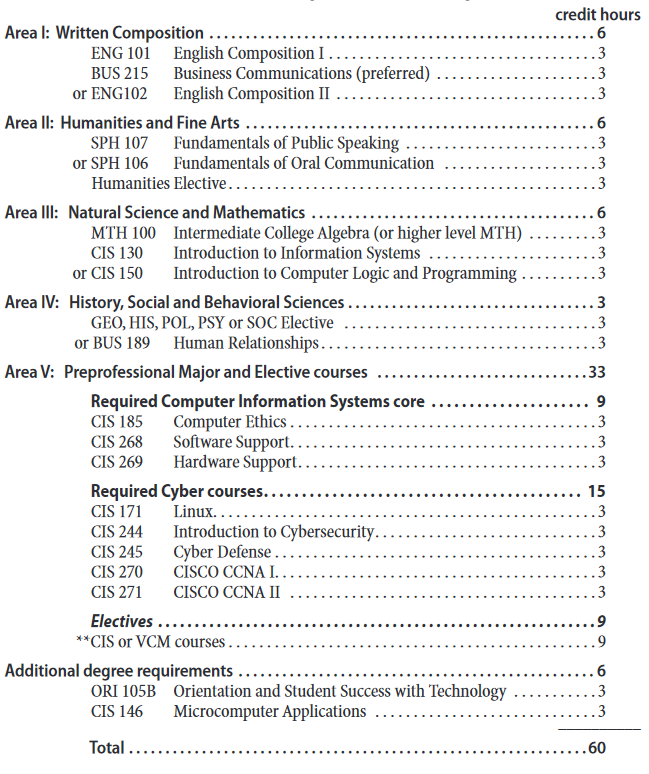 credit hours
Area I: Written Composition ........................................ 6
ENG 101 English Composition I ........................................ 3
BUS 215 Business Communications (preferred) .................... 3
or ENG102 English Composition II .................................... 3
Area II: Humanities and Fine Arts .................................... 6
SPH 107 Fundamentals of Public Speaking ........................ 3
or SPH 106 Fundamentals of Oral Communication .................... 3
Humanities Elective ........................................ 3
Area III: Natural Science and Mathematics ............................ 6
MTH 100 Intermediate College Algebra (or higher level MTH) ......... 3
CIS 130 Introduction to Information Systems ...................... 3
or CIS 150 Introduction to Computer Logic and Programming .......... 3
Area IV: History, Social and Behavioral Sciences ........................ 3
GEO, HIS, POL, PSY or SOC Elective ............................ 3
or BUS 189 Human Relationships ................................ 3
Area V: Preprofessional Major and Elective courses .................... 33
Required Computer Information Systems core .................... 9
CIS 185 Computer Ethics .................................... 3
CIS 268 Software Support .................................... 3
CIS 269 Hardware Support .................................... 3
Required Cyber courses .................................... 15
CIS 171 Linux ........................................ 3
CIS 244 Introduction to Cybersecurity ........................ 3
CIS 245 Cyber Defense .................................... 3
CIS 270 CISCO CCNA I .................................... 3
CIS 271 CISCO CCNA II .................................... 3
Electives ........................................ 9
**CIS or VCM courses ........................................ 9
Additional degree requirements .................................... 6
ORI 105B Orientation and Student Success with Technology .......... 3
CIS 146 Microcomputer Applications ............................ 3
Total ........................................ 60